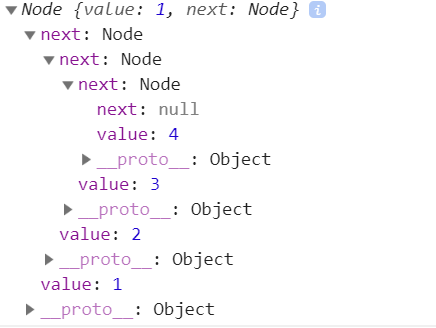 Node {value: 1, next: Node} i
next: Node
next: Node
next: Node
next: null
value: 4
__proto__: Object
value: 3
__proto__: Object
value: 2
__proto__: Object
value: 1
__proto__: Object